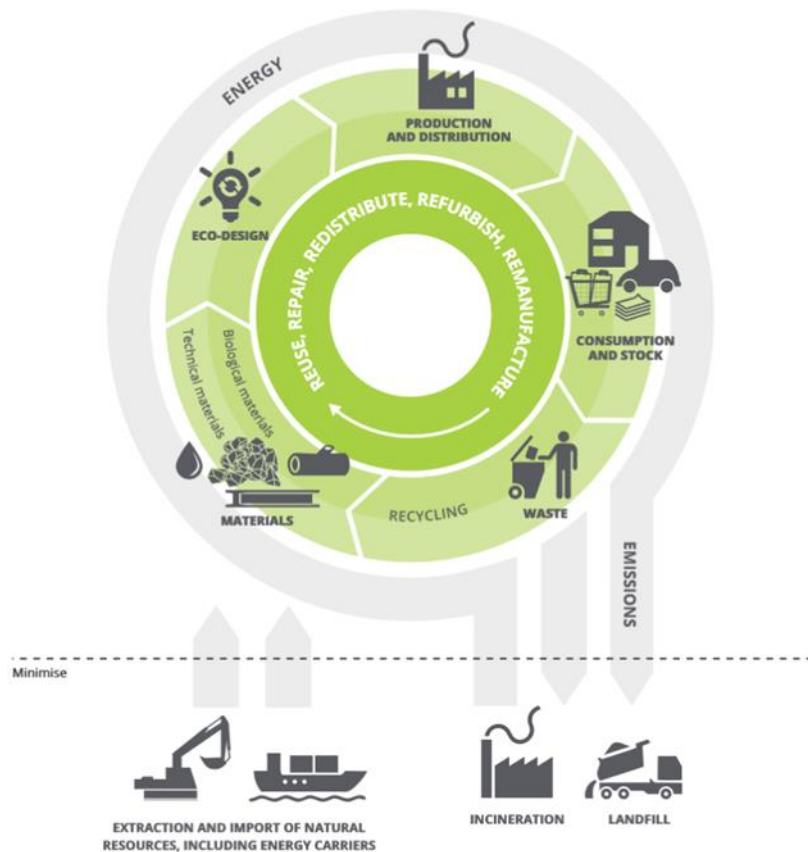 ENERGY
PRODUCTION
AND DISTRIBUTION
ECO-DESIGN
REUSE, REPAIR, REDISTRIBUTE, REFURBISH, REMANUFACTURE
CONSUMPTION
AND STOCK
Technical materials
Biological materials
MATERIALS
RECYCLING
WASTE
EMISSIONS
Minimise
EXTRACTION AND IMPORT OF NATURAL
RESOURCES, INCLUDING ENERGY CARRIERS
INCINERATION
LANDFILL